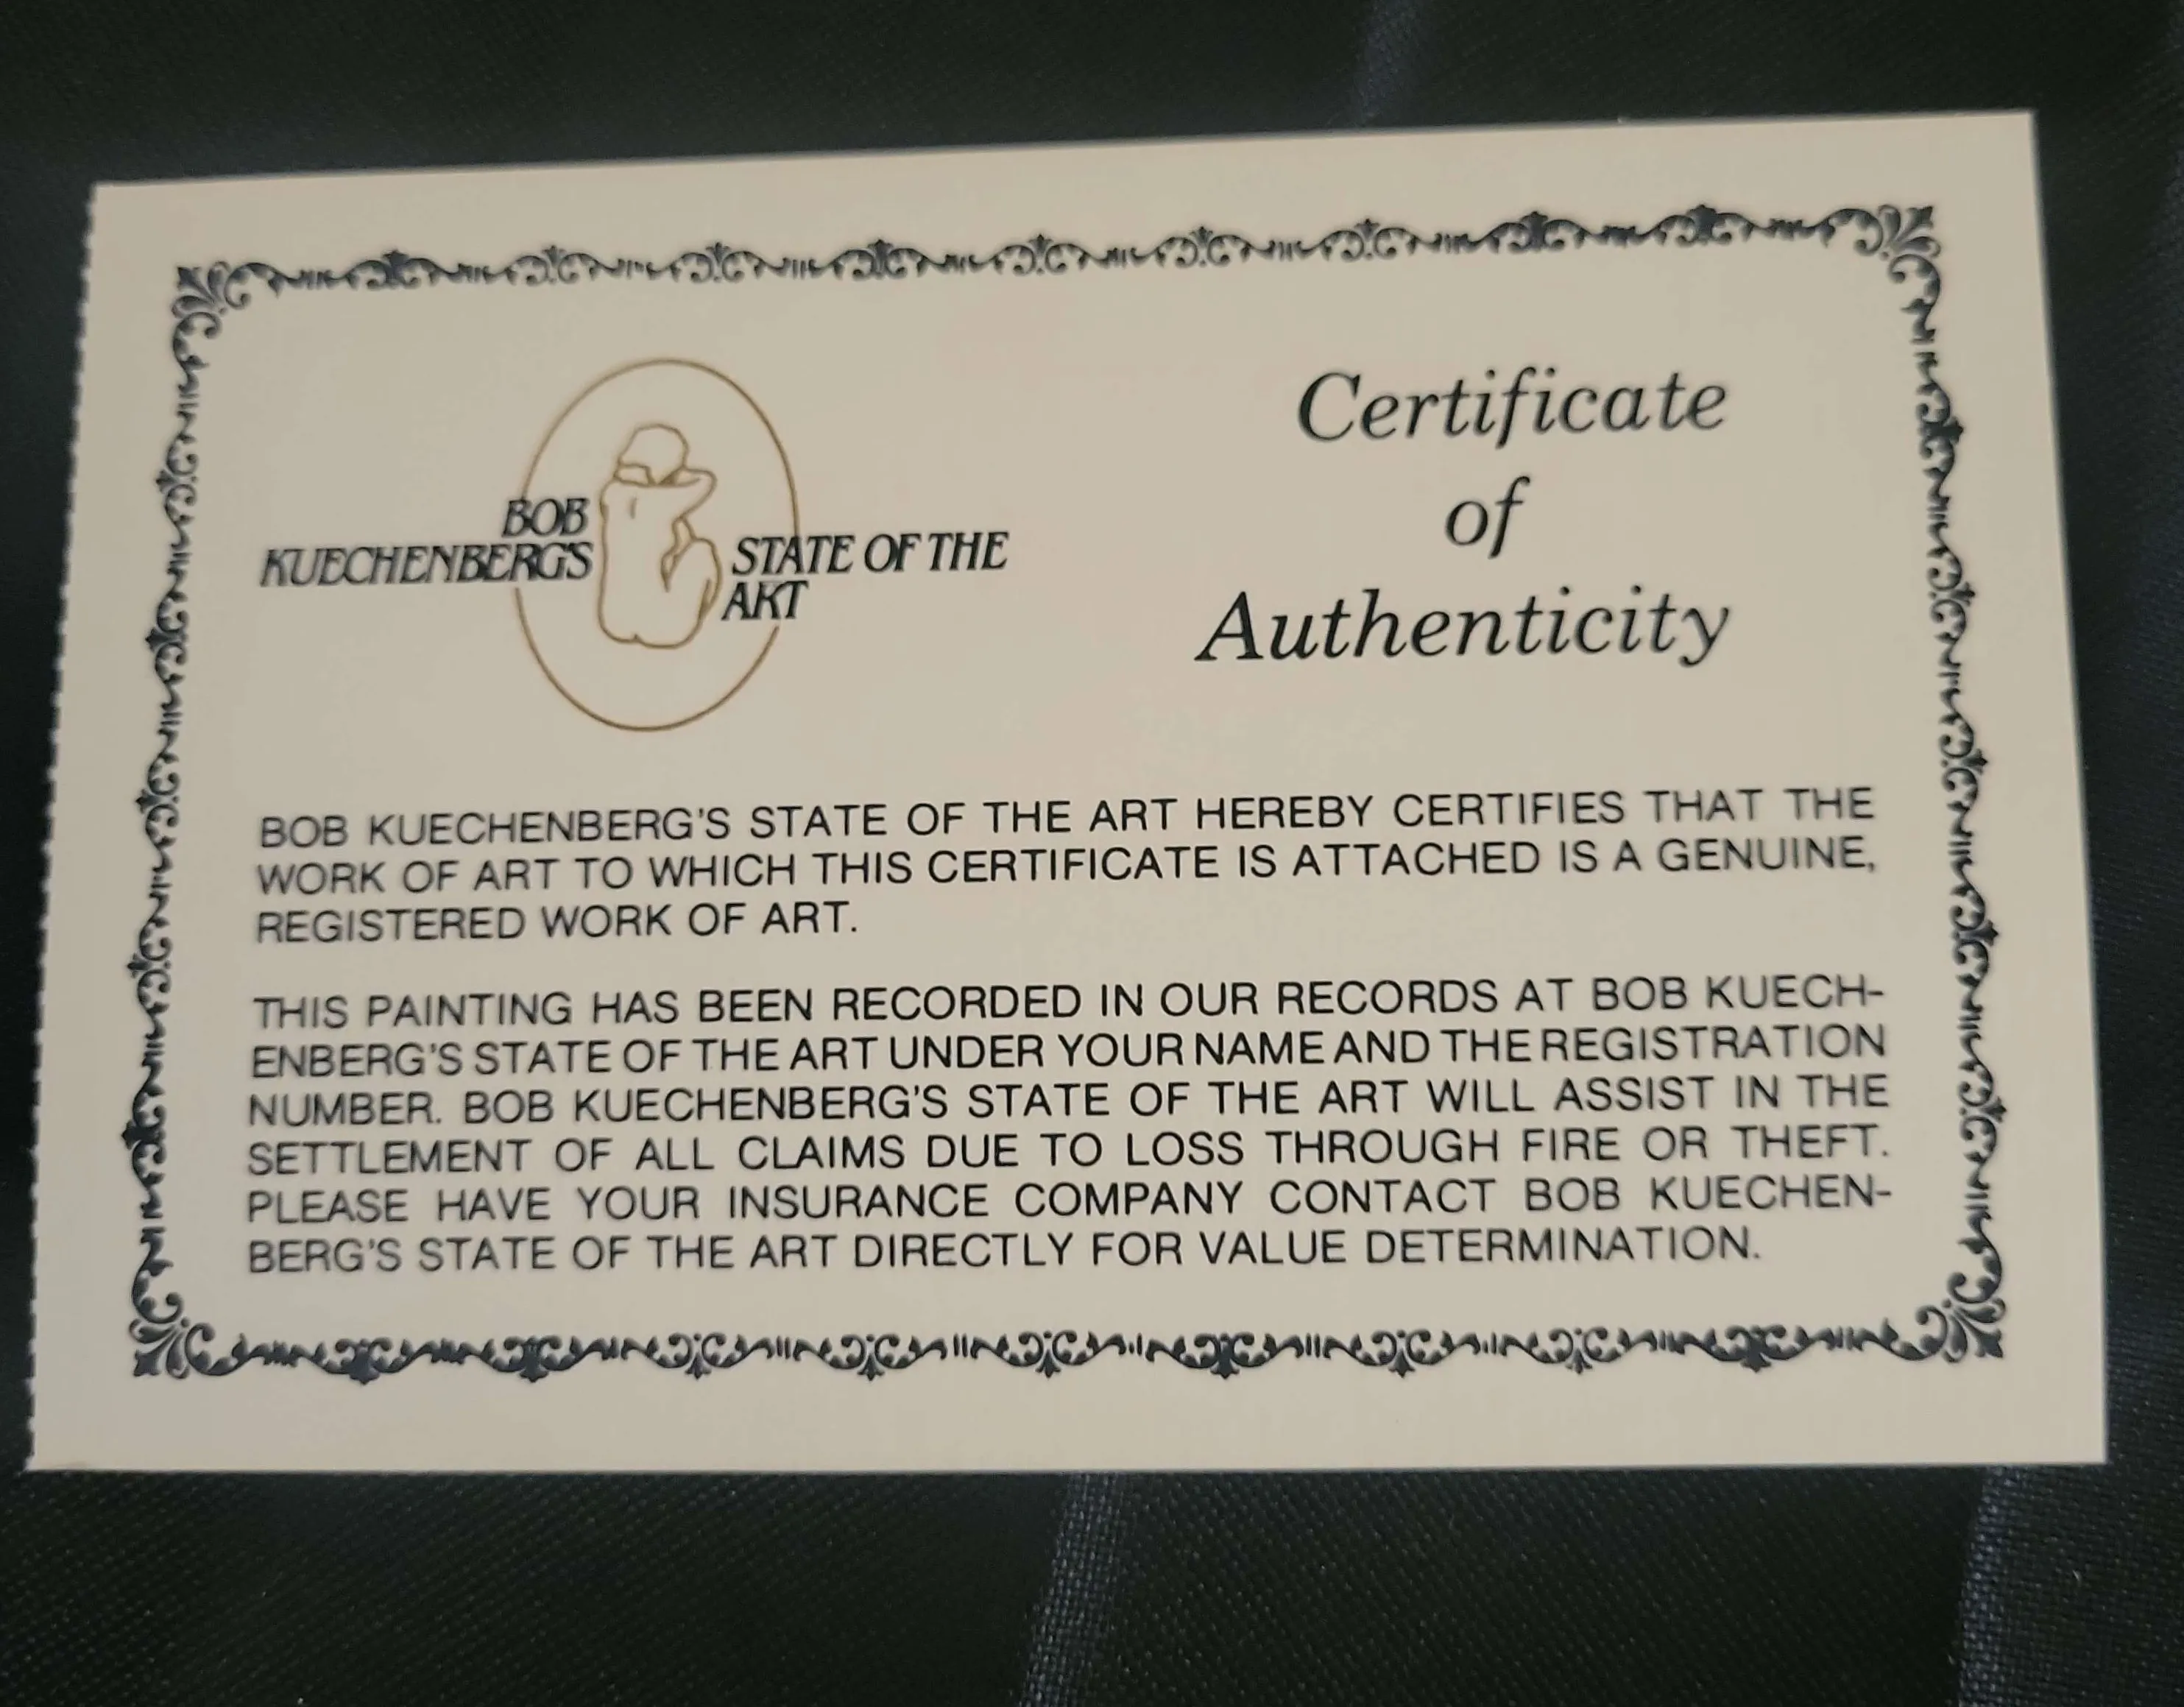 BOB
KUECHENBERG'S
STATE OF THE
ART
Certificate
of
Authenticity
BOB KUECHENBERG'S STATE OF THE ART HEREBY CERTIFIES THAT THE
WORK OF ART TO WHICH THIS CERTIFICATE IS ATTACHED IS A GENUINE,
REGISTERED WORK OF ART.
THIS PAINTING HAS BEEN RECORDED IN OUR RECORDS AT BOB KUECH-
ENBERG'S STATE OF THE ART UNDER YOUR NAME AND THE REGISTRATION
NUMBER. BOB KUECHENBERG'S STATE OF THE ART WILL ASSIST IN THE
SETTLEMENT OF ALL CLAIMS DUE TO LOSS THROUGH FIRE OR THEFT.
PLEASE HAVE YOUR INSURANCE COMPANY CONTACT BOB KUECHEN-
BERG'S STATE OF THE ART DIRECTLY FOR VALUE DETERMINATION.